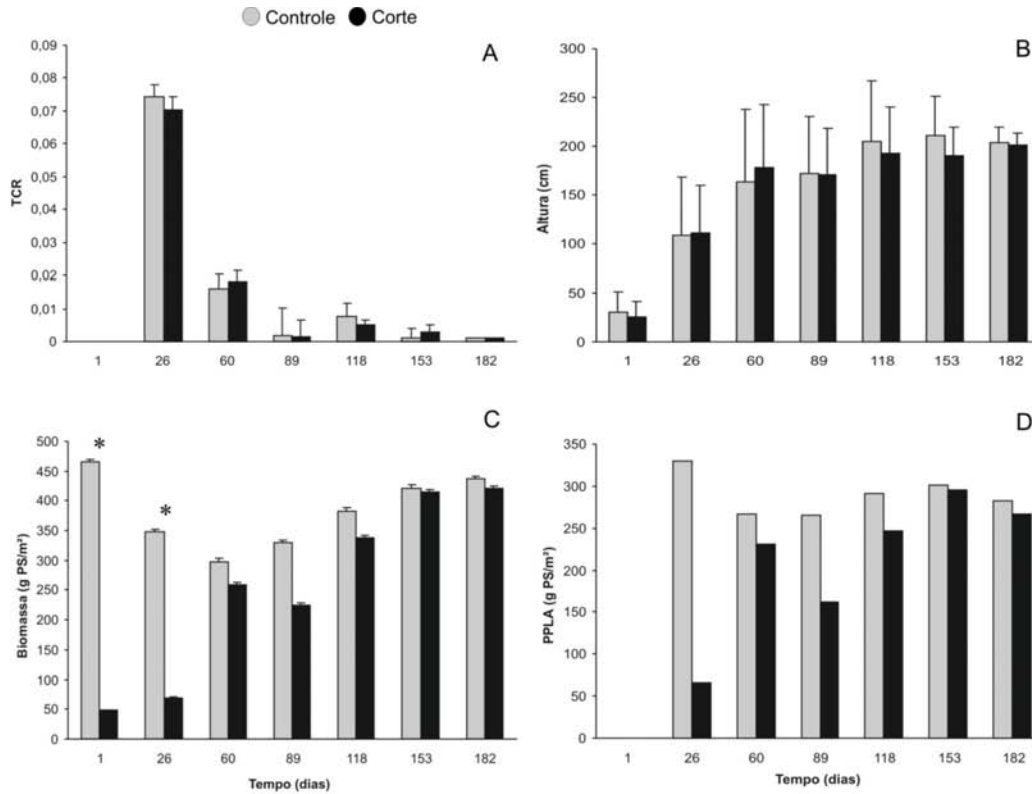 Controle Corte
A
TCR
0,09
0,08
0,07
0,06
0,05
0,04
0,03
0,02
0,01
0
1 26 60 89 118 153 182
B
Altura (cm)
300
250
200
150
100
50
0
1 26 60 89 118 153 182
C
Biomassa (g PS/m²)
500
450
400
350
300
250
200
150
100
50
0
* *
1 26 60 89 118 153 182
Tempo (dias)
D
PPLA (g PS/m²)
350
300
250
200
150
100
50
0
1 26 60 89 118 153 182
Tempo (dias)